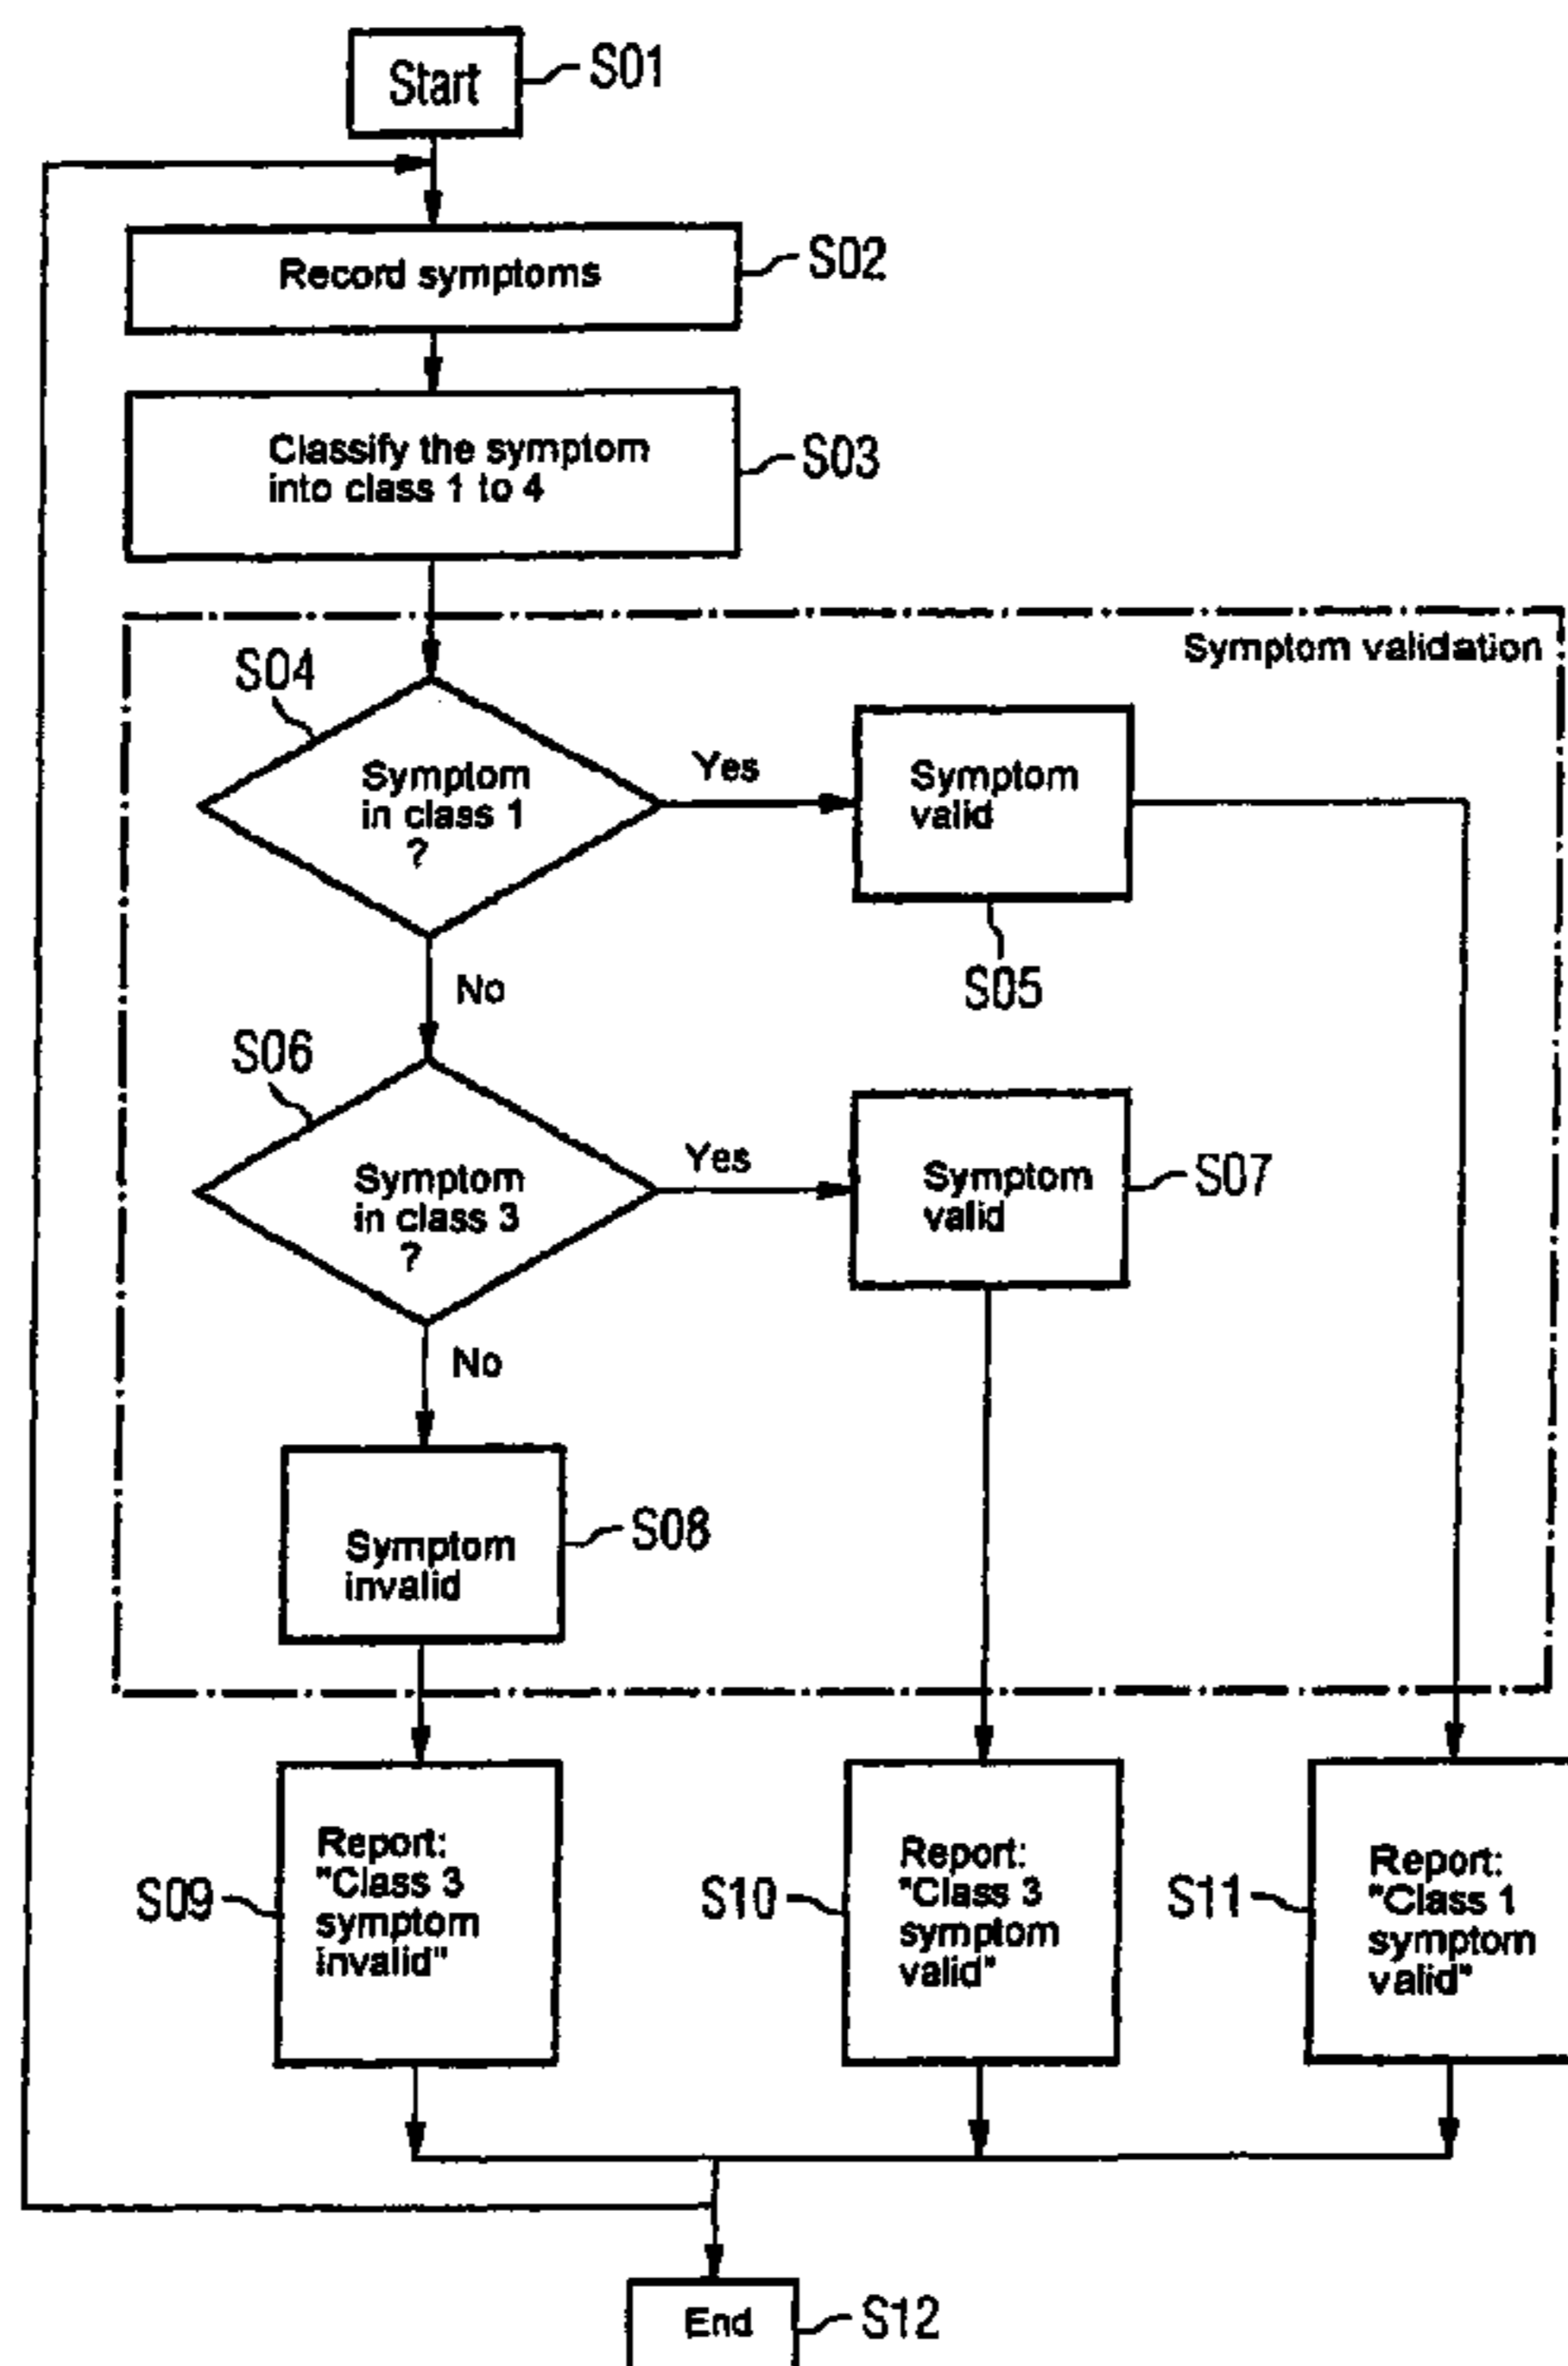 Start
S01
Record symptoms
S02
Classify the symptom
into class 1 to 4
S03
Symptom validation
S04
Symptom
in class 1
?
Yes
Symptom
valid
S05
No
S06
Symptom
in class 3
?
Yes
Symptom
valid
S07
No
Symptom
invalid
S08
S09
Report:
"Class 3
symptom
invalid"
S10
Report:
"Class 3
symptom
valid"
S11
Report:
"Class 1
symptom
valid"
End
S12